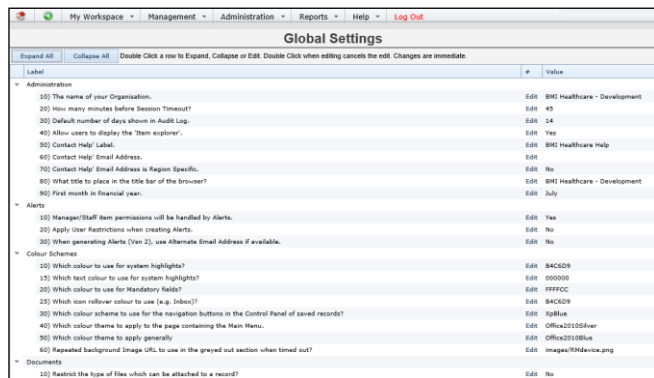 My Workspace Management Administration Reports Help Log Out
Global Settings
Expand All Collapse All Double Click a row to Expand, Collapse or Edit. Double Click when editing cancels the edit. Changes are immediate.
Label # Value
Administration
10) The name of your Organisation. Edit BMI Healthcare - Development
20) How many minutes before Session Timeout? Edit 45
30) Default number of days shown in Audit Log. Edit 14
40) Allow users to display the 'Item explorer'. Edit Yes
50) Contact Help' Label. Edit BMI Healthcare Help
60) Contact Help' Email Address. Edit
70) Contact Help' Email Address is Region Specific. Edit No
80) What title to place in the title bar of the browser? Edit BMI Healthcare - Development
90) First month in financial year. Edit July
Alerts
10) Manager/Staff item permissions will be handled by Alerts. Edit Yes
20) Apply User Restrictions when creating Alerts. Edit No
30) When generating Alerts (Vsn 2), use Alternate Email Address if available. Edit No
Colour Schemes
10) Which colour to use for system highlights? Edit B4C6D9
15) Which text colour to use for system highlights? Edit 000000
20) Which colour to use for Mandatory fields? Edit FFFFCC
25) Which icon rollover colour to use (e.g. Inbox)? Edit B4C6D9
30) Which colour scheme to use for the navigation buttons in the Control Panel of saved records? Edit XpBlue
40) Which colour theme to apply to the page containing the Main Menu. Edit Office2010Silver
50) Which colour theme to apply generally Edit Office2010Blue
60) Repeated background Image URL to use in the greyed out section when timed out? Edit images/RMdevice.png
Documents
10) Restrict the type of files which can be attached to a record? Edit No